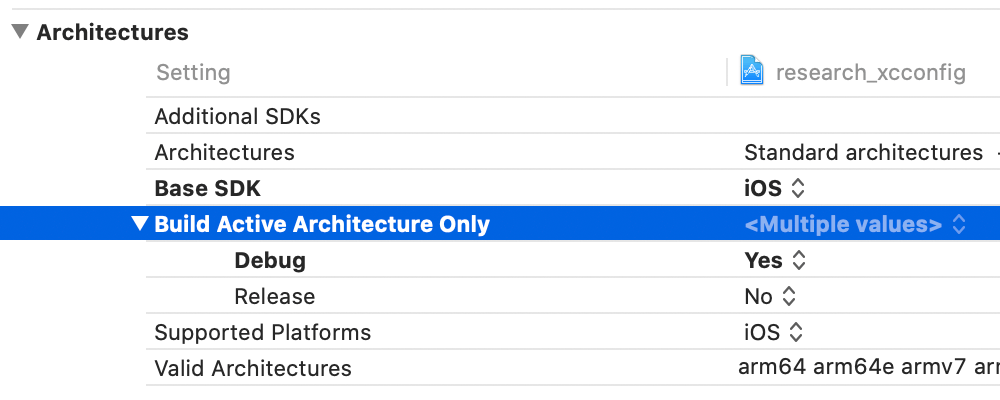 Architectures
Setting research_xcconfig
Additional SDKs
Architectures Standard architectures -
Base SDK iOS
Build Active Architecture Only <Multiple values>
Debug Yes
Release No
Supported Platforms iOS
Valid Architectures arm64 arm64e armv7